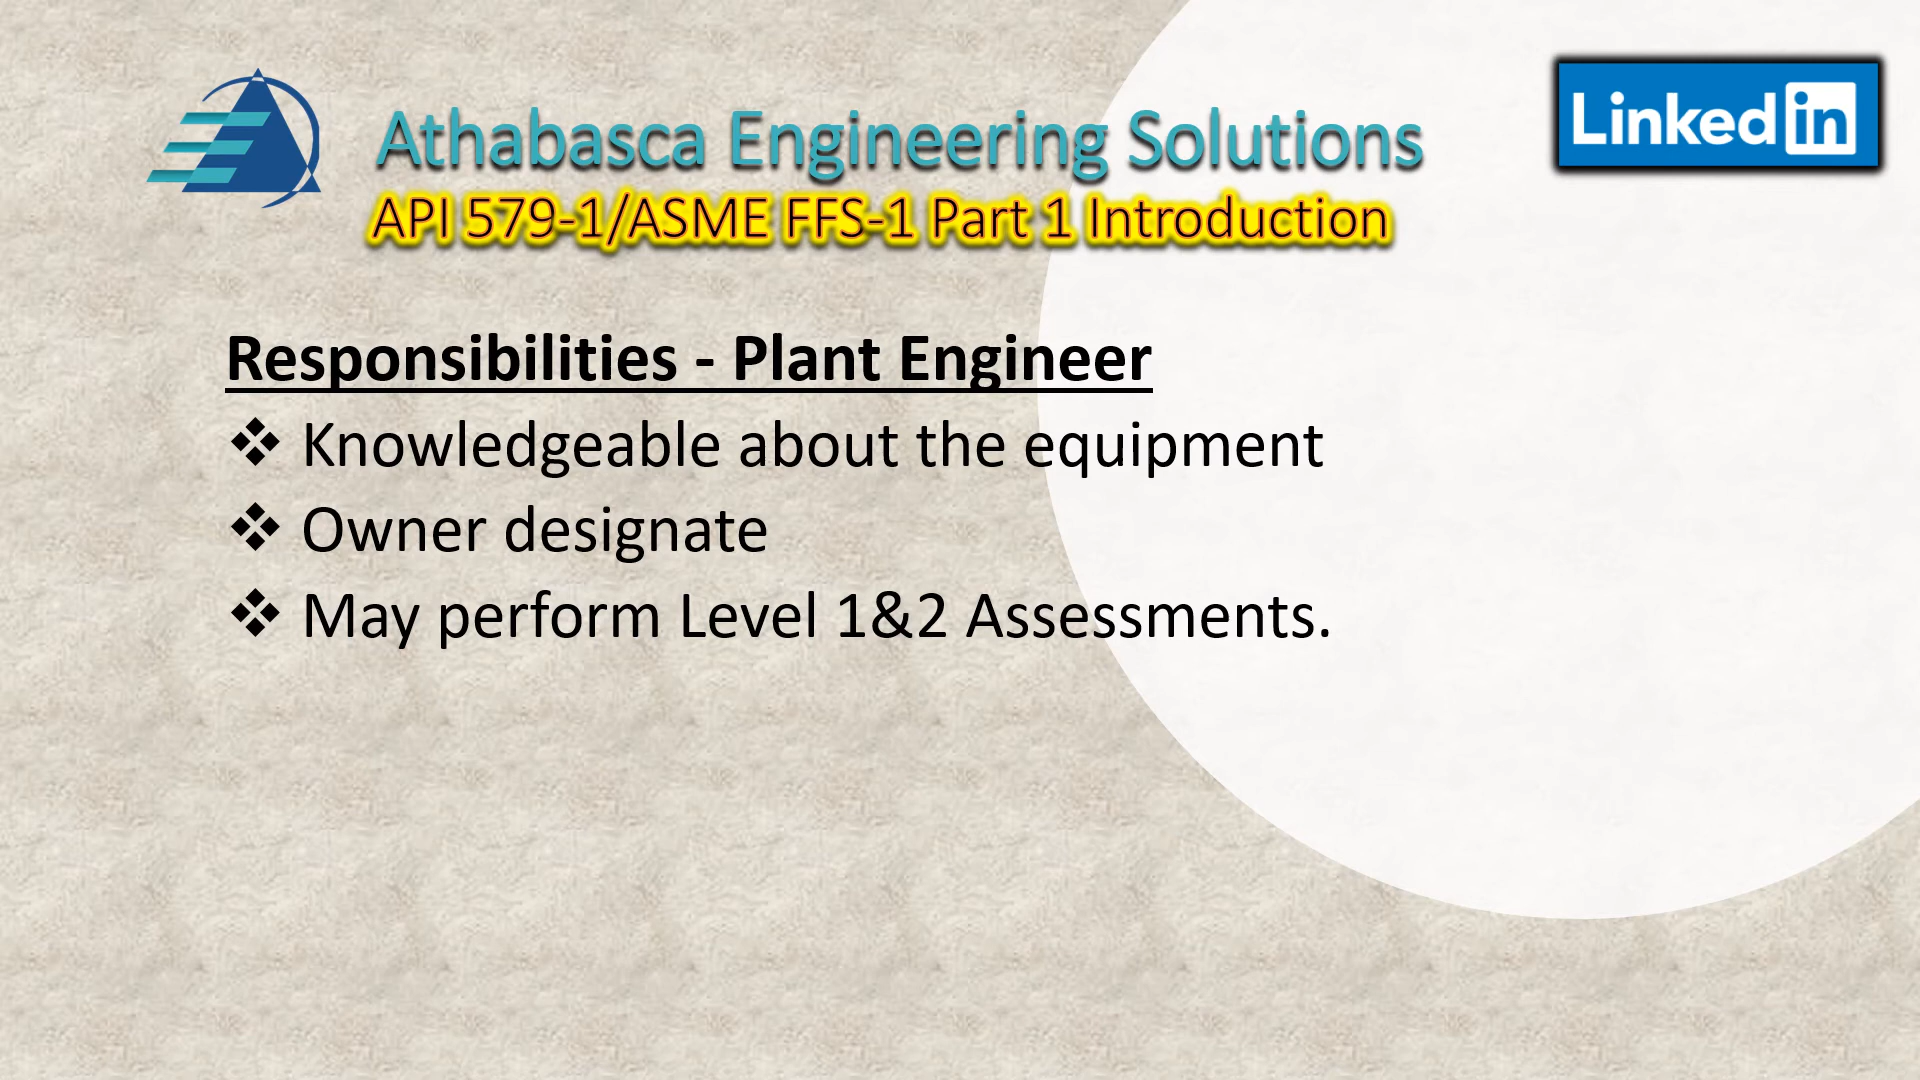 Athabasca Engineering Solutions
LinkedIn
API 579-1/ASME FFS-1 Part 1 Introduction
Responsibilities - Plant Engineer
❖ Knowledgeable about the equipment
❖ Owner designate
❖ May perform Level 1&2 Assessments.